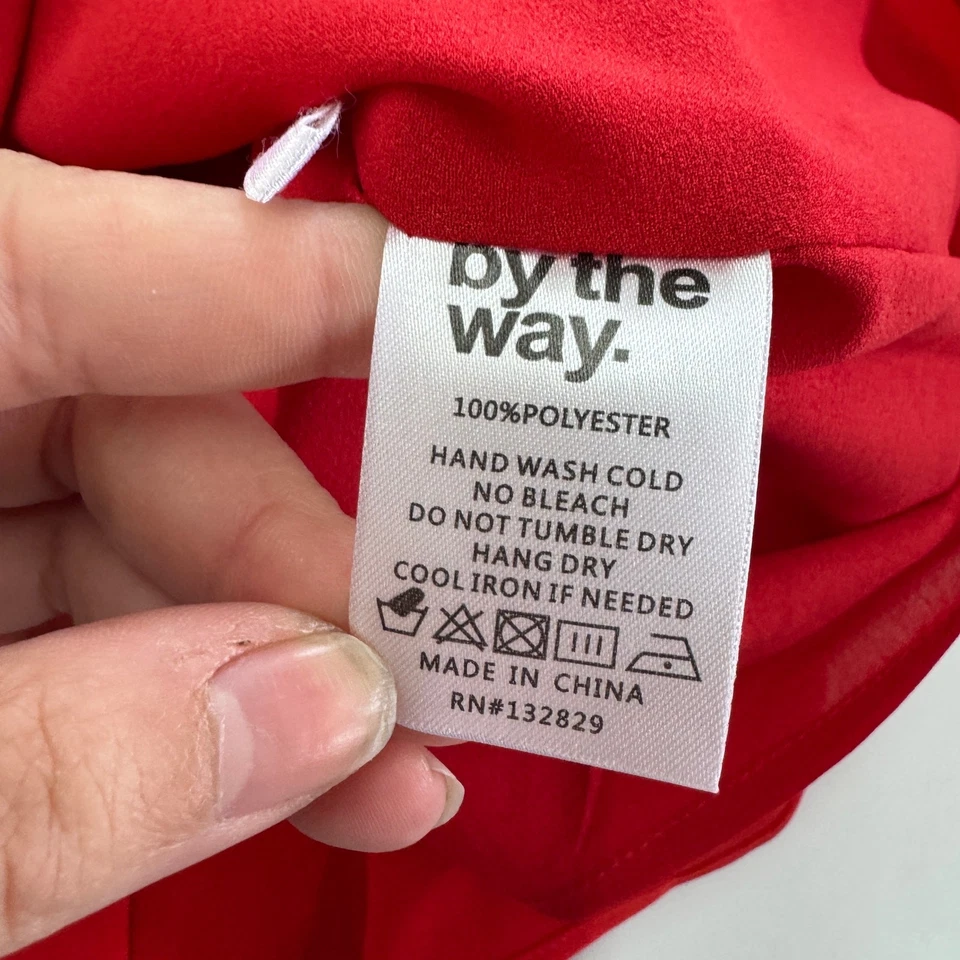 by the
way.
100%POLYESTER
HAND WASH COLD
NO BLEACH
DO NOT TUMBLE DRY
HANG DRY
COOL IRON IF NEEDED
MADE IN CHINA
RN#132829